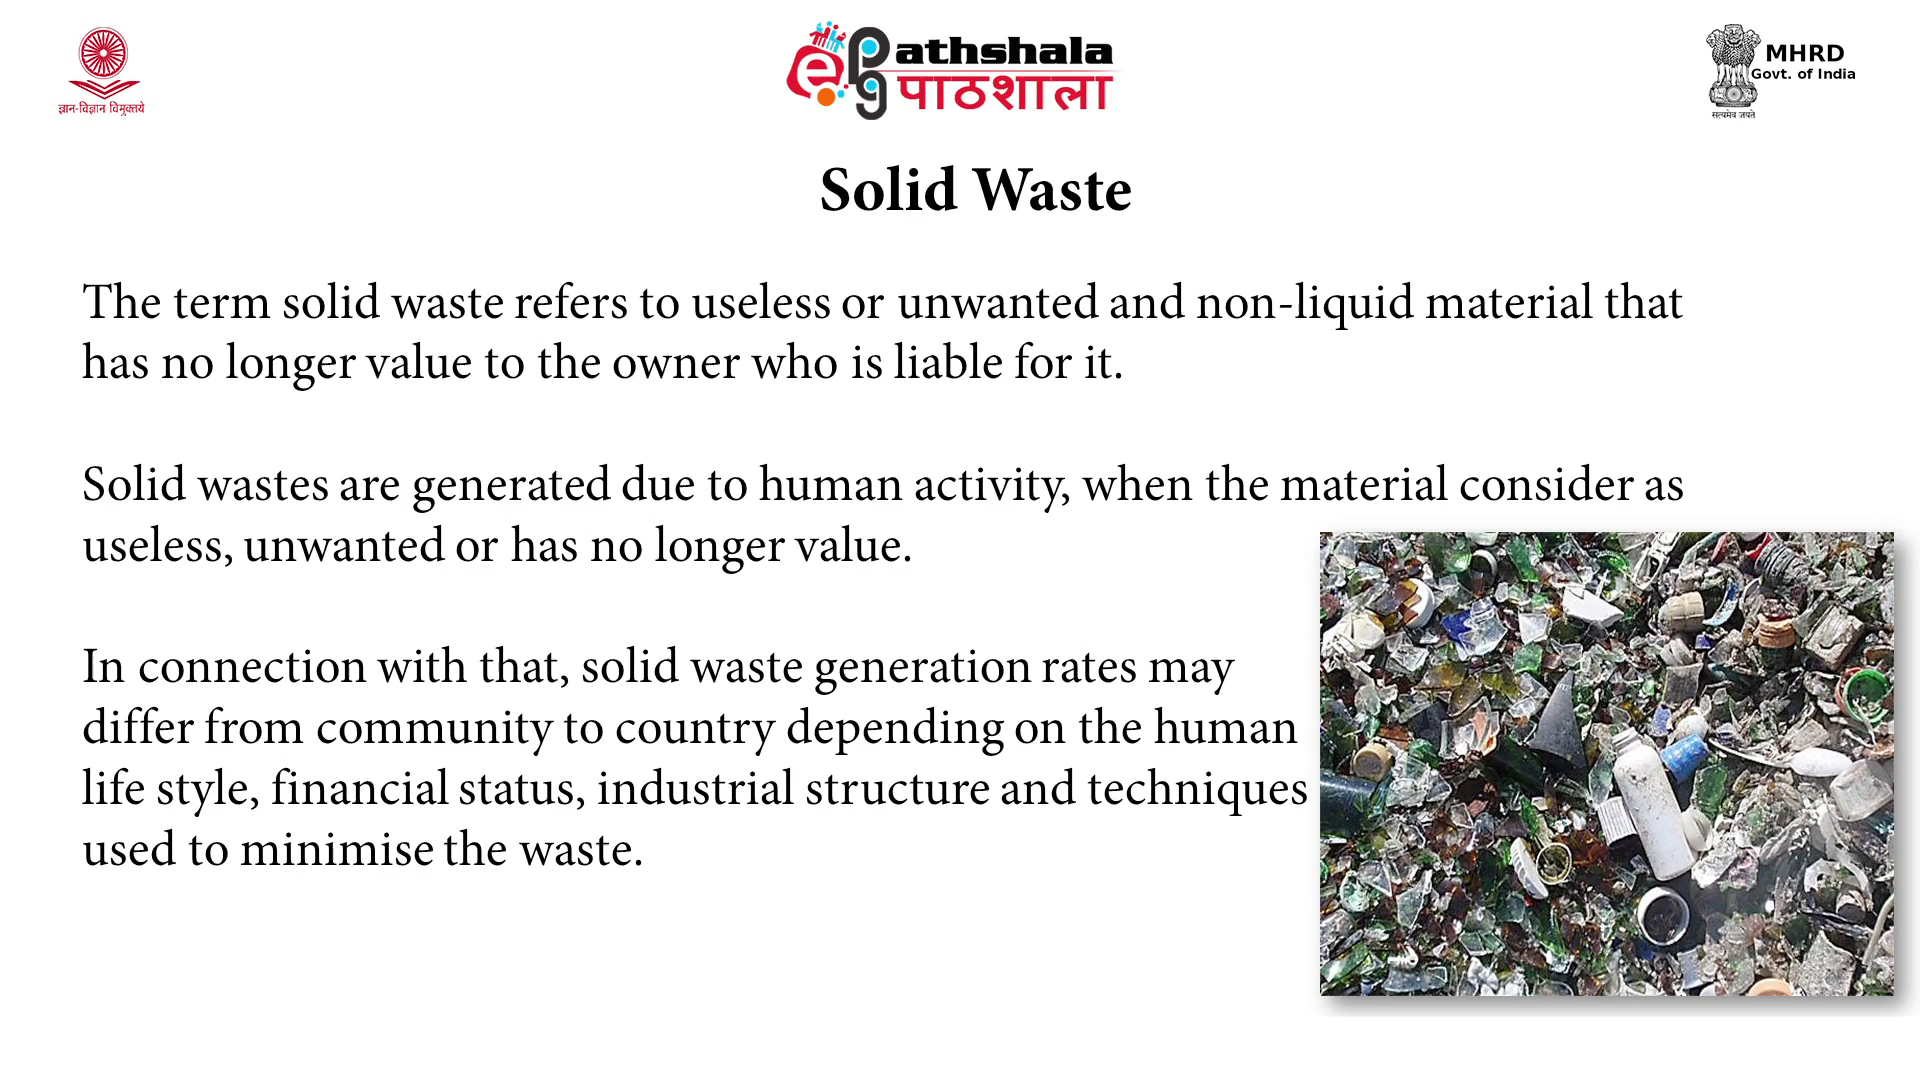 ज्ञान-विज्ञान विमुक्तये
ePg athshala
पाठशाला
MHRD
Govt. of India
सत्यमेव जयते
Solid Waste
The term solid waste refers to useless or unwanted and non-liquid material that
has no longer value to the owner who is liable for it.
Solid wastes are generated due to human activity, when the material consider as
useless, unwanted or has no longer value.
In connection with that, solid waste generation rates may
differ from community to country depending on the human
life style, financial status, industrial structure and techniques
used to minimise the waste.